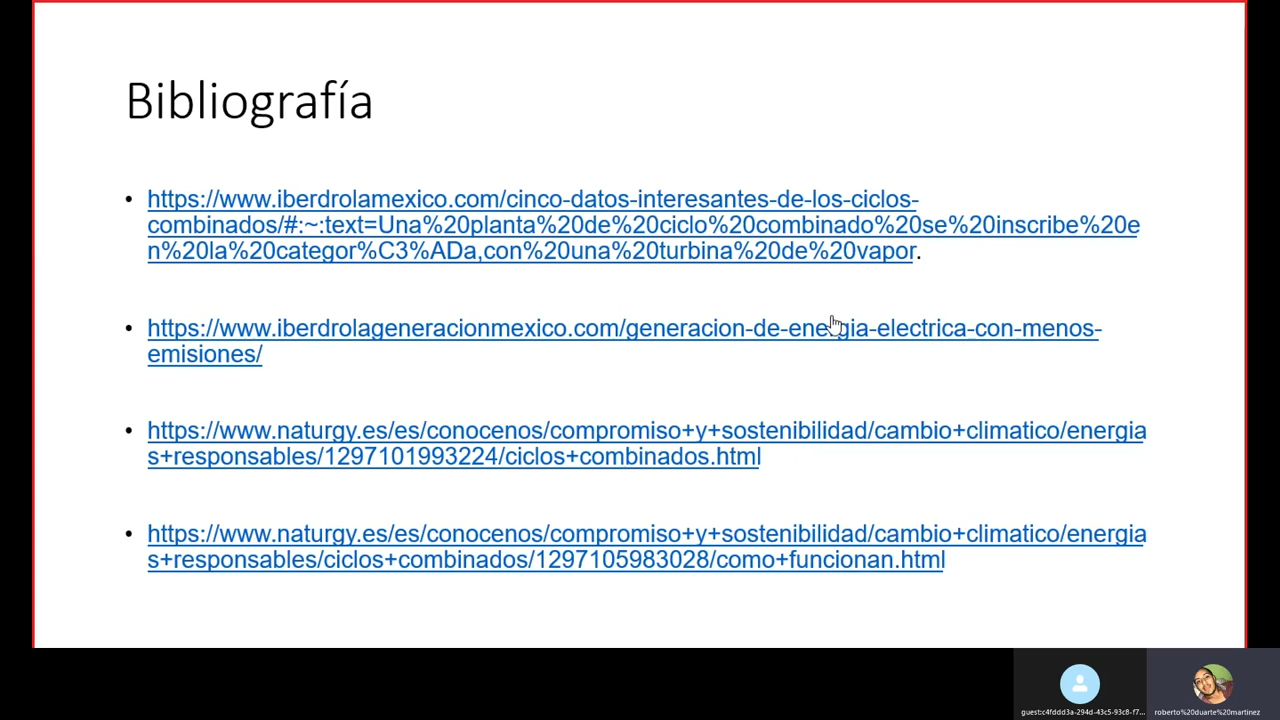 Bibliografía
• https://www.iberdrolamexico.com/cinco-datos-interesantes-de-los-ciclos-
combinados/#:~:text=Una%20planta%20de%20ciclo%20combinado%20se%20inscribe%20e
n%20la%20categor%C3%ADa,con%20una%20turbina%20de%20vapor.
• https://www.iberdrolageneracionmexico.com/generacion-de-energia-electrica-con-menos-
emisiones/
• https://www.naturgy.es/es/conocenos/compromiso+y+sostenibilidad/cambio+climatico/energia
s+responsables/1297101993224/ciclos+combinados.html
• https://www.naturgy.es/es/conocenos/compromiso+y+sostenibilidad/cambio+climatico/energia
s+responsables/ciclos+combinados/1297105983028/como+funcionan.html
guest:c4fddd3a-294d-43c5-93c8-f7...
roberto%20duarte%20martinez